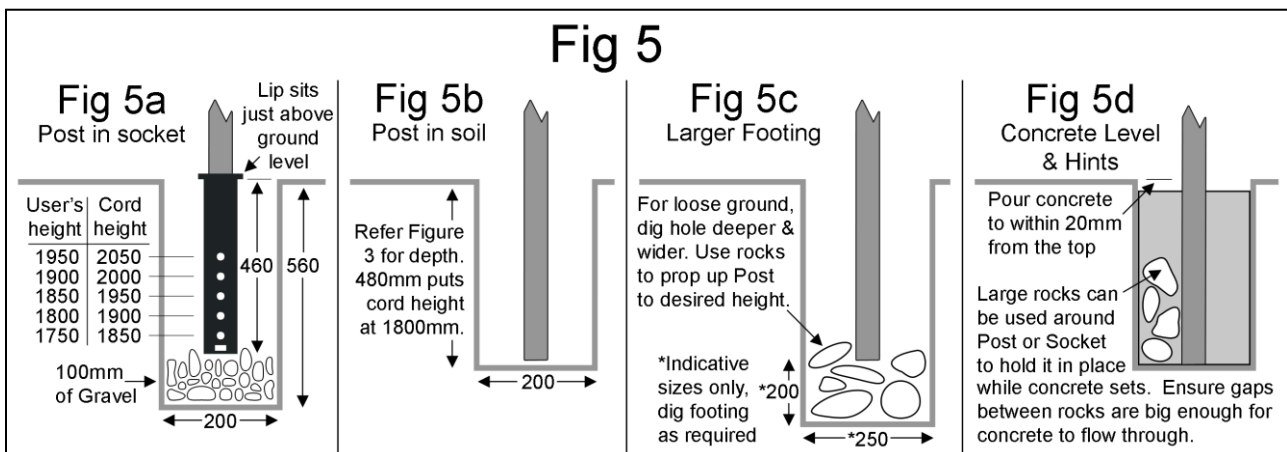 Fig 5
Fig 5a
Post in socket
Lip sits
just above
ground
level
User's
height
Cord
height
1950 2050
1900 2000
1850 1950
1800 1900
1750 1850
460
560
100mm
of Gravel
200
Fig 5b
Post in soil
Refer Figure
3 for depth.
480mm puts
cord height
at 1800mm.
200
Fig 5c
Larger Footing
For loose ground,
dig hole deeper &
wider. Use rocks
to prop up Post
to desired height.
*Indicative
sizes only,
dig footing
as required
*200
*250
Fig 5d
Concrete Level
& Hints
Pour concrete
to within 20mm
from the top
Large rocks can
be used around
Post or Socket
to hold it in place
while concrete sets. Ensure gaps
between rocks are big enough for
concrete to flow through.